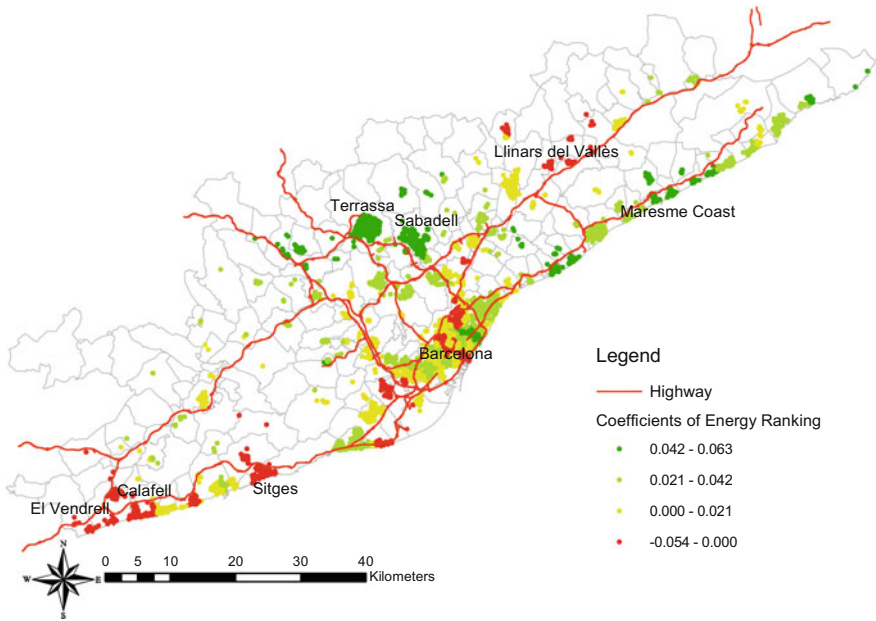 Llinars del Vallès
Terrassa
Sabadell
Maresme Coast
Barcelona
Legend
Highway
Coefficients of Energy Ranking
0.042 - 0.063
0.021 - 0.042
0.000 - 0.021
-0.054 - 0.000
Calafell
Sitges
El Vendrell
N
W
E
S
0 5 10 20 30 40
Kilometers